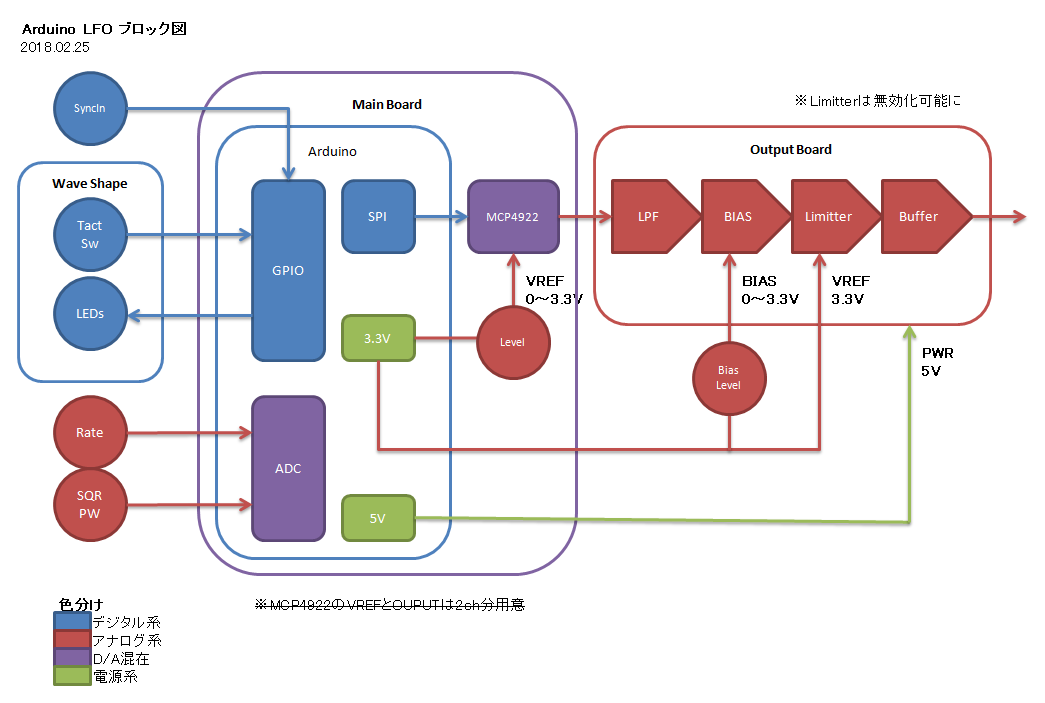 Arduino LFO ブロック図
2018.02.25
SyncIn
Main Board
※Limitterは無効化可能に
Arduino
Output Board
Wave Shape
Tact
Sw
LEDs
GPIO
SPI
MCP4922
LPF
BIAS
Limitter
Buffer
VREF
0～3.3V
BIAS
0～3.3V
VREF
3.3V
3.3V
Level
Bias
Level
PWR
5V
Rate
SQR
PW
ADC
5V
※MCP4922のVREFとOUPUTは2ch分用意
色分け
デジタル系
アナログ系
D/A混在
電源系